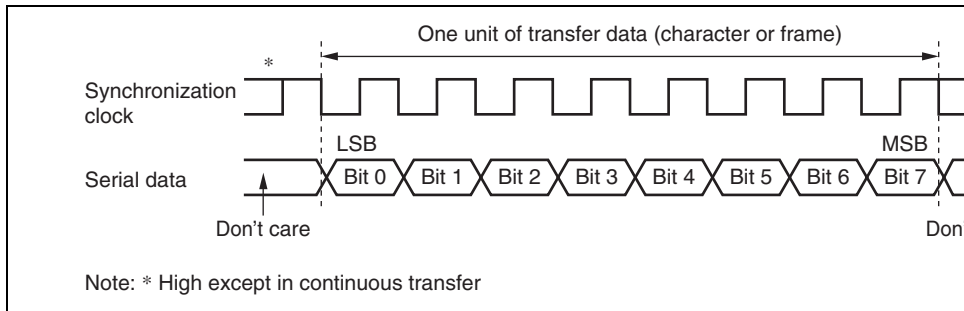 One unit of transfer data (character or frame)
*
Synchronization
clock
LSB
MSB
Serial data
Bit 0
Bit 1
Bit 2
Bit 3
Bit 4
Bit 5
Bit 6
Bit 7
Don't care
Don'
Note: * High except in continuous transfer